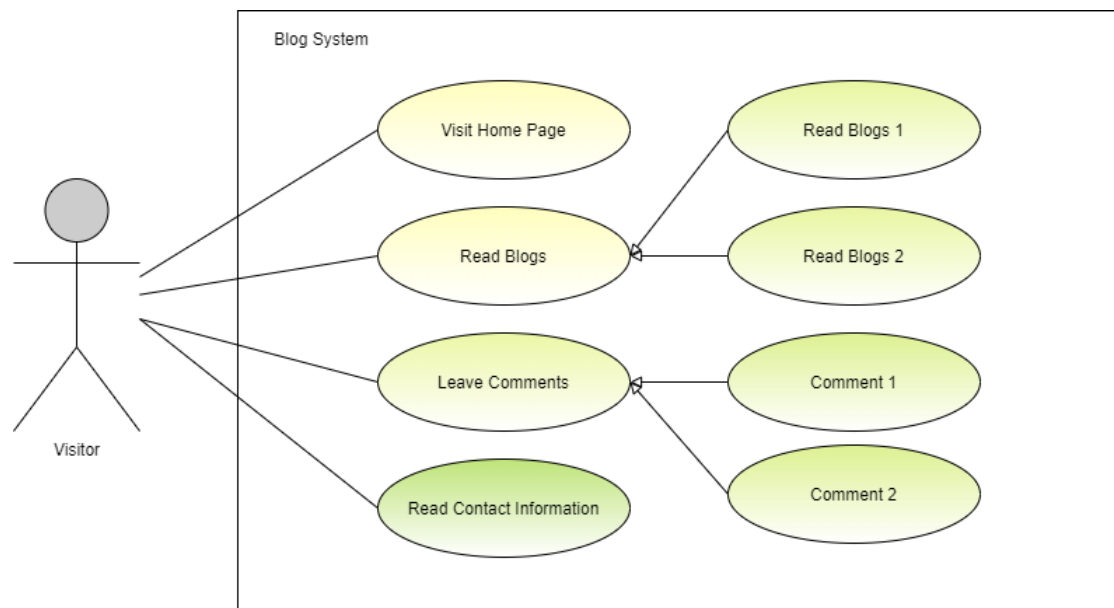 Blog System
Visit Home Page
Read Blogs 1
Read Blogs
Read Blogs 2
Leave Comments
Comment 1
Visitor
Read Contact Information
Comment 2